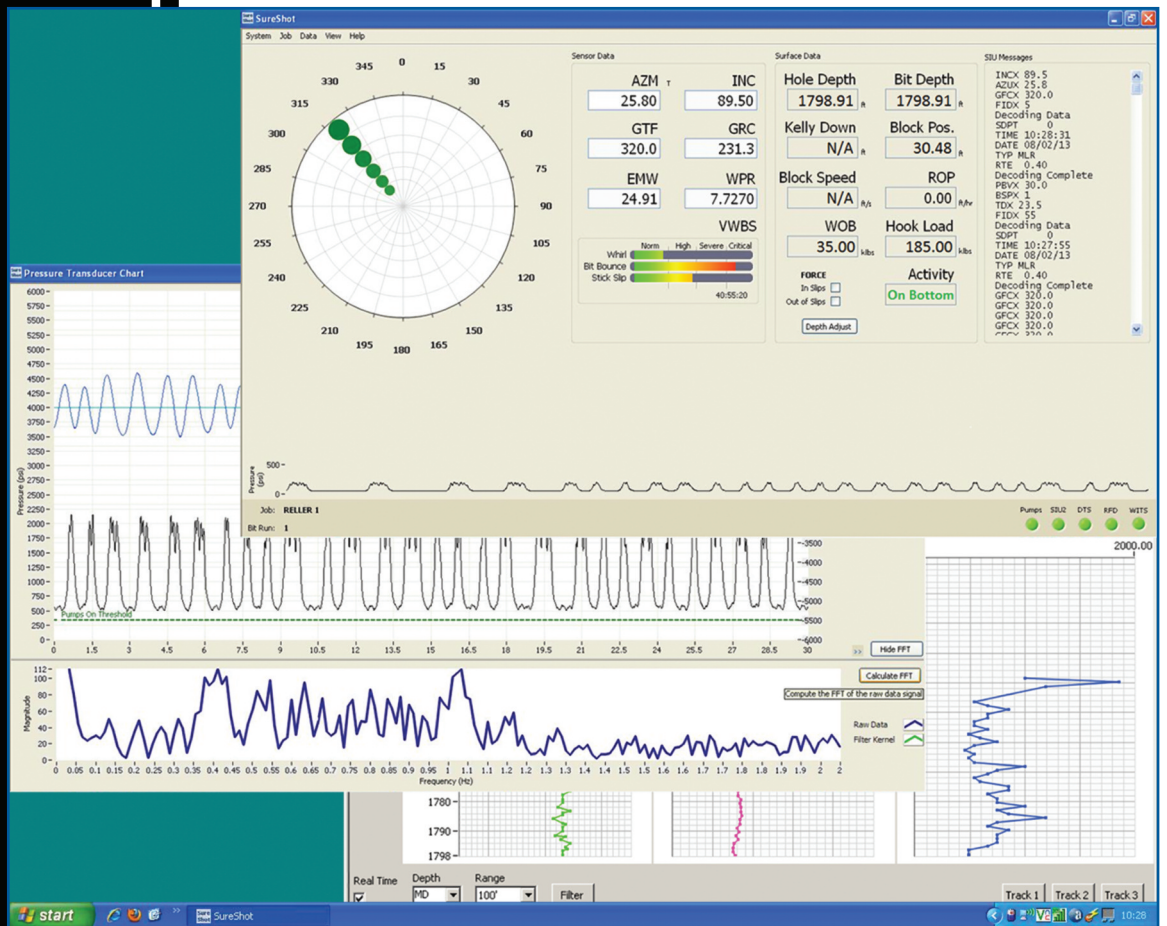 SureShot
System Job Data View Help
0
15
30
45
60
75
90
105
120
135
150
165
180
195
210
225
240
255
270
285
300
315
330
345
Sensor Data
AZM T INC
25.80 89.50
GTF GRC
320.0 231.3
EMW WPR
24.91 7.7270
VWBS
Norm High Severe Critical
Whirl
Bit Bounce
Stick Slip
40:55:20
Surface Data
Hole Depth Bit Depth
1798.91 ft 1798.91 ft
Kelly Down Block Pos.
N/A ft 30.48 ft
Block Speed ROP
N/A ft/s 0.00 ft/hr
WOB Hook Load
35.00 klbs 185.00 klbs
FORCE Activity
In Slips
Out of Slips
On Bottom
Depth Adjust
SIU Messages
INCX 89.5
AZUX 25.8
GFCX 320.0
FIDX 5
Decoding Data
SDPT 0
TIME 10:28:31
DATE 08/02/13
TYP MLR
RTE 0.40
Decoding Complete
PBVX 30.0
BSPX 1
TDX 23.5
FIDX 55
Decoding Data
SDPT 0
TIME 10:27:55
DATE 08/02/13
TYP MLR
RTE 0.40
Decoding Complete
GFCX 320.0
GFCX 320.0
GFCX 320.0
GFCX 320.0
Pressure (psi)
500
0
Job: RELLER 1
Bit Run: 1
Pumps SIU2 DTS RFD WITS
Pressure Transducer Chart
Pressure (psi)
6000
5750
5500
5250
5000
4750
4500
4250
4000
3750
3500
3250
3000
2750
2500
2250
2000
1750
1500
1250
1000
750
500
250
0
Pumps On Threshold
-3500
-4000
-4500
-5000
-5500
-6000
0 1.5 3 4.5 6 7.5 9 10.5 12 13.5 15 16.5 18 19.5 21 22.5 24 25.5 27 28.5 30
>> Hide FFT
Calculate FFT
Compute the FFT of the raw data signal
Raw Data
Filter Kernel
Magnitude
112
100
80
60
40
20
0
0 0.05 0.1 0.15 0.2 0.25 0.3 0.35 0.4 0.45 0.5 0.55 0.6 0.65 0.7 0.75 0.8 0.85 0.9 0.95 1 1.1 1.1 1.2 1.2 1.3 1.3 1.4 1.4 1.5 1.5 1.6 1.6 1.7 1.7 1.8 1.8 1.9 1.9 2 2
Frequency (Hz)
2000.00
1780
1790
1798
Real Time Depth Range
MD 100' Filter
Track 1 Track 2 Track 3
start
SureShot
10:28